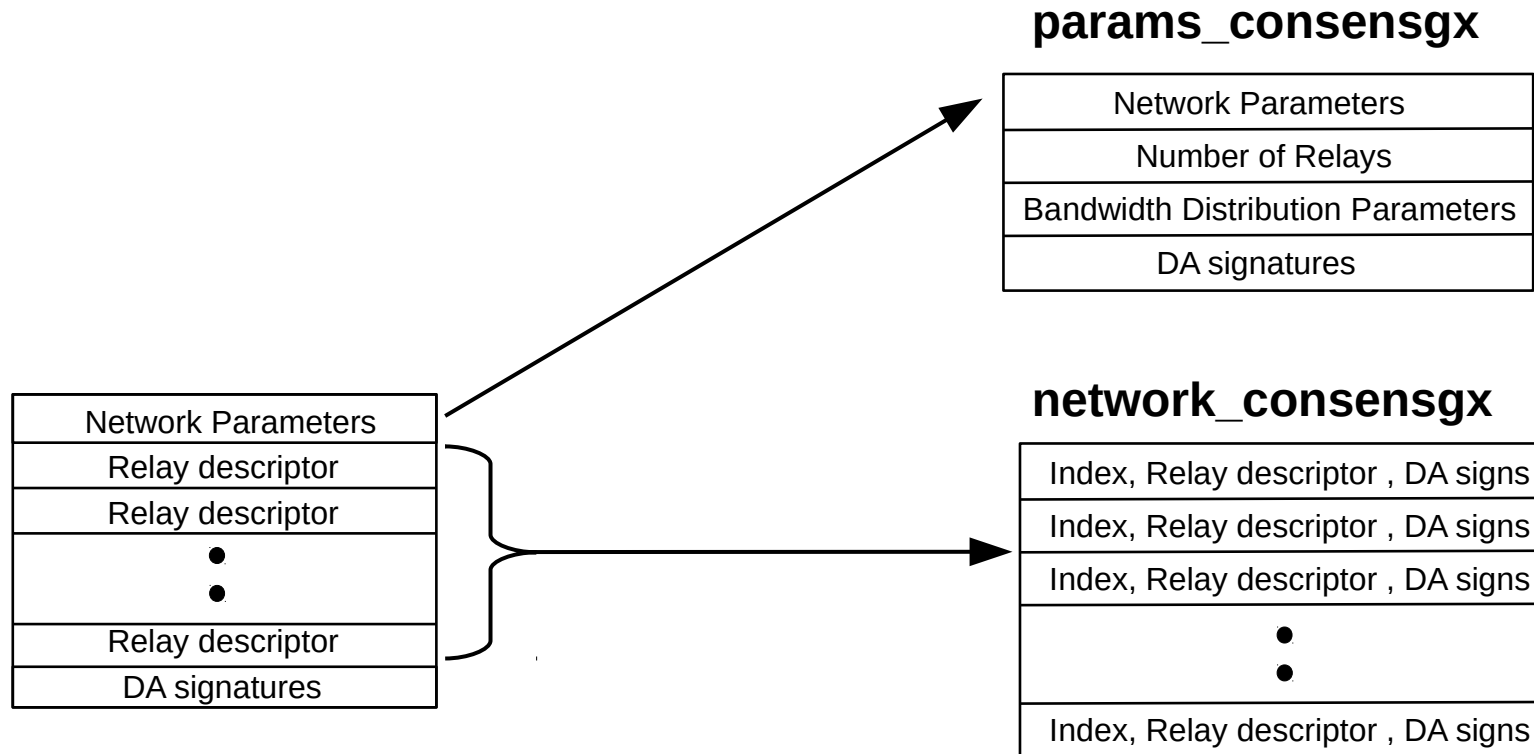 params_consensgx
Network Parameters
Number of Relays
Bandwidth Distribution Parameters
DA signatures
Network Parameters
Relay descriptor
Relay descriptor
Relay descriptor
DA signatures
network_consensgx
Index, Relay descriptor , DA signs
Index, Relay descriptor , DA signs
Index, Relay descriptor , DA signs
Index, Relay descriptor , DA signs